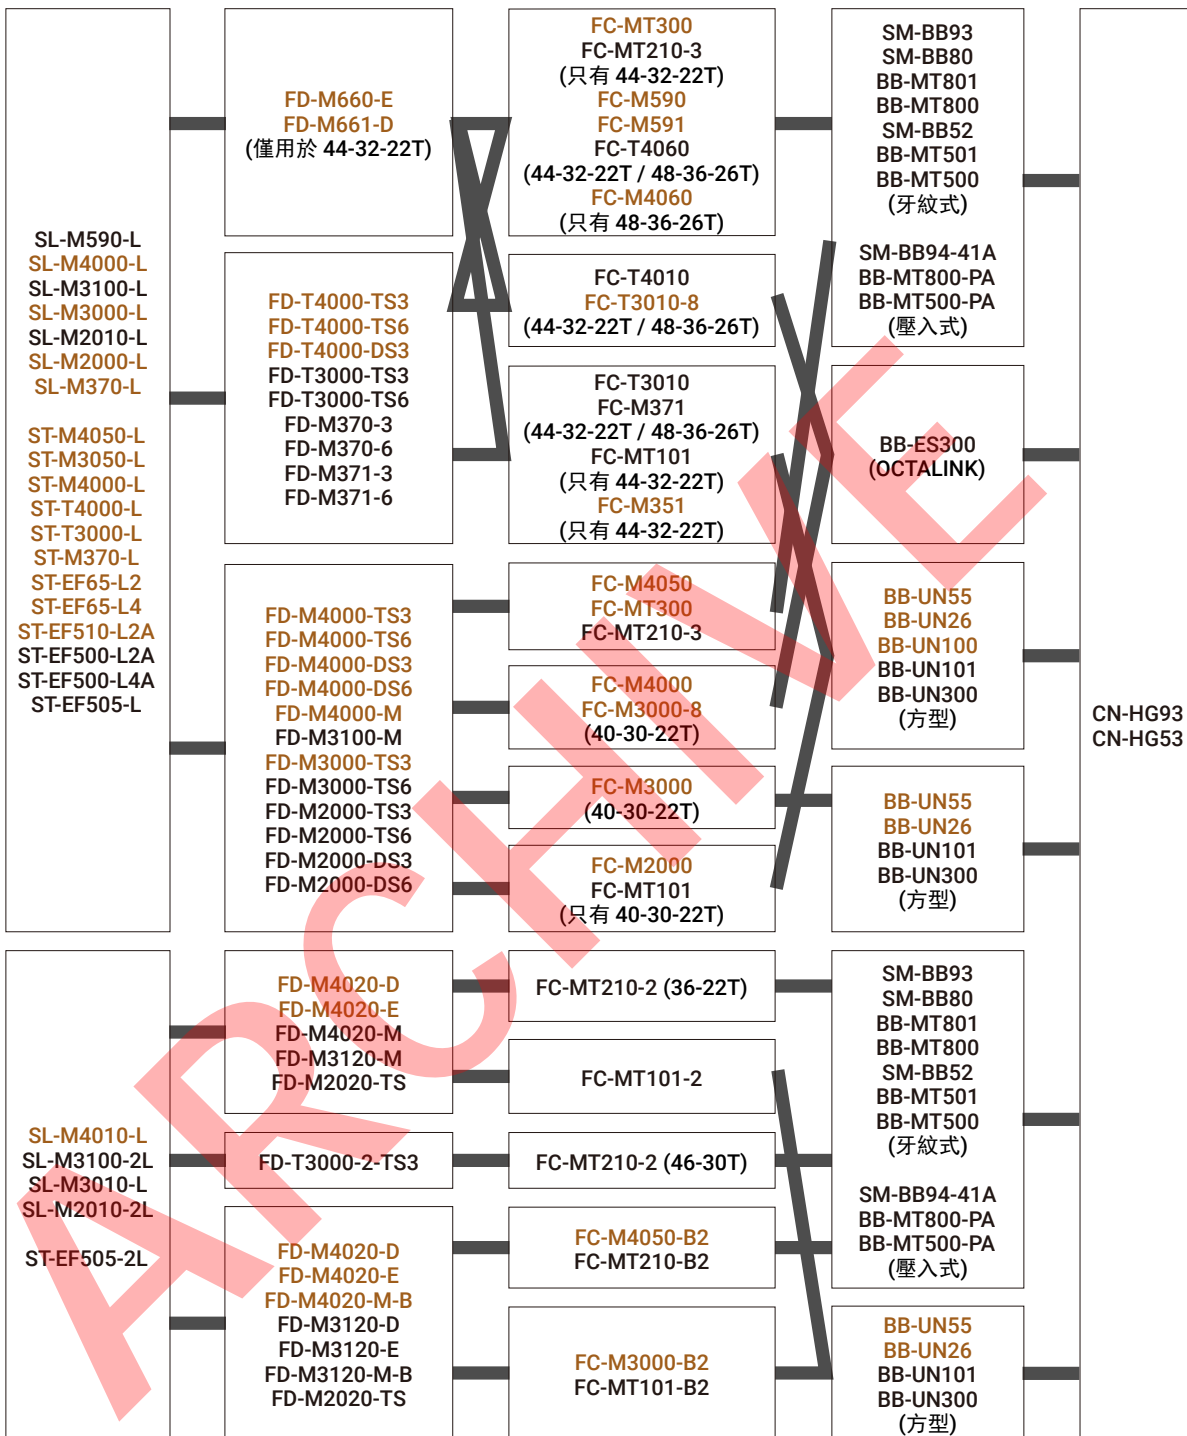 SL-M590-L
SL-M4000-L
SL-M3100-L
SL-M3000-L
SL-M2010-L
SL-M2000-L
SL-M370-L
ST-M4050-L
ST-M3050-L
ST-M4000-L
ST-T4000-L
ST-T3000-L
ST-M370-L
ST-EF65-L2
ST-EF65-L4
ST-EF510-L2A
ST-EF500-L2A
ST-EF500-L4A
ST-EF505-L
FD-M660-E
FD-M661-D
(僅用於 44-32-22T)
FD-T4000-TS3
FD-T4000-TS6
FD-T4000-DS3
FD-T3000-TS3
FD-T3000-TS6
FD-M370-3
FD-M370-6
FD-M371-3
FD-M371-6
FD-M4000-TS3
FD-M4000-TS6
FD-M4000-DS3
FD-M4000-DS6
FD-M4000-M
FD-M3100-M
FD-M3000-TS3
FD-M3000-TS6
FD-M2000-TS3
FD-M2000-TS6
FD-M2000-DS3
FD-M2000-DS6
FC-MT300
FC-MT210-3
(只有 44-32-22T)
FC-M590
FC-M591
FC-T4060
(44-32-22T / 48-36-26T)
FC-M4060
(只有 48-36-26T)
FC-T4010
FC-T3010-8
(44-32-22T / 48-36-26T)
FC-T3010
FC-M371
(44-32-22T / 48-36-26T)
FC-MT101
(只有 44-32-22T)
FC-M351
(只有 44-32-22T)
FC-M4050
FC-MT300
FC-MT210-3
FC-M4000
FC-M3000-8
(40-30-22T)
FC-M3000
(40-30-22T)
FC-M2000
FC-MT101
(只有 40-30-22T)
SM-BB93
SM-BB80
BB-MT801
BB-MT800
SM-BB52
BB-MT501
BB-MT500
(牙紋式)
SM-BB94-41A
BB-MT800-PA
BB-MT500-PA
(壓入式)
BB-ES300
(OCTALINK)
BB-UN55
BB-UN26
BB-UN100
BB-UN101
BB-UN300
(方型)
BB-UN55
BB-UN26
BB-UN101
BB-UN300
(方型)
CN-HG93
CN-HG53
SL-M4010-L
SL-M3100-2L
SL-M3010-L
SL-M2010-2L
ST-EF505-2L
FD-M4020-D
FD-M4020-E
FD-M4020-M
FD-M3120-M
FD-M2020-TS
FD-T3000-2-TS3
FD-M4020-D
FD-M4020-E
FD-M4020-M-B
FD-M3120-D
FD-M3120-E
FD-M3120-M-B
FD-M2020-TS
FC-MT210-2 (36-22T)
FC-MT101-2
FC-MT210-2 (46-30T)
FC-M4050-B2
FC-MT210-B2
FC-M3000-B2
FC-MT101-B2
SM-BB93
SM-BB80
BB-MT801
BB-MT800
SM-BB52
BB-MT501
BB-MT500
(牙紋式)
SM-BB94-41A
BB-MT800-PA
BB-MT500-PA
(壓入式)
BB-UN55
BB-UN26
BB-UN101
BB-UN300
(方型)
ARCHIVE